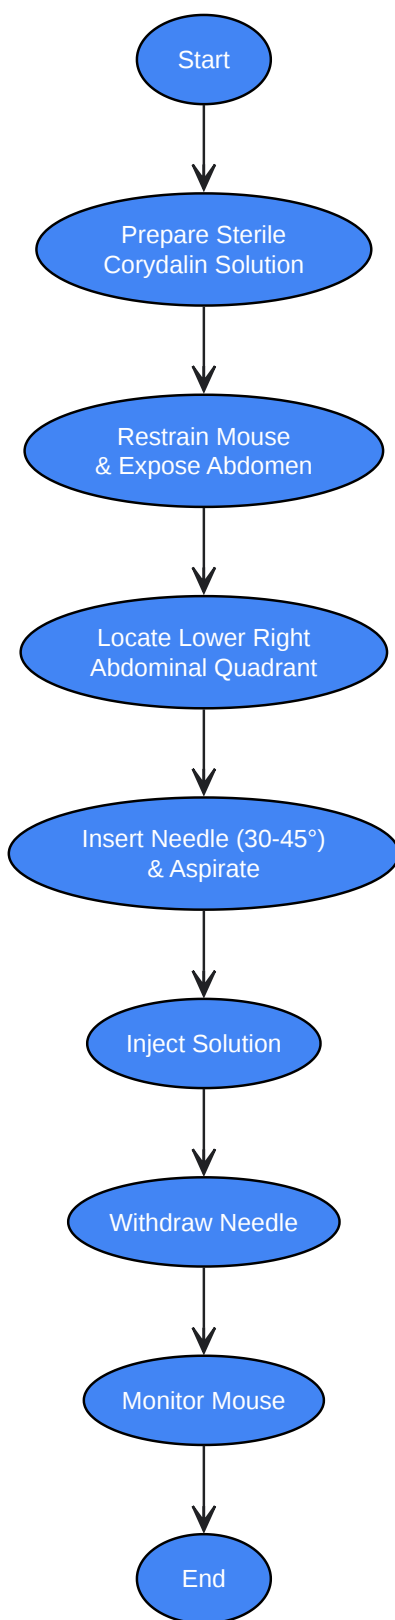 Start
Prepare Sterile
Corydalin Solution
Restrain Mouse
& Expose Abdomen
Locate Lower Right
Abdominal Quadrant
Insert Needle (30-45°)
& Aspirate
Inject Solution
Withdraw Needle
Monitor Mouse
End